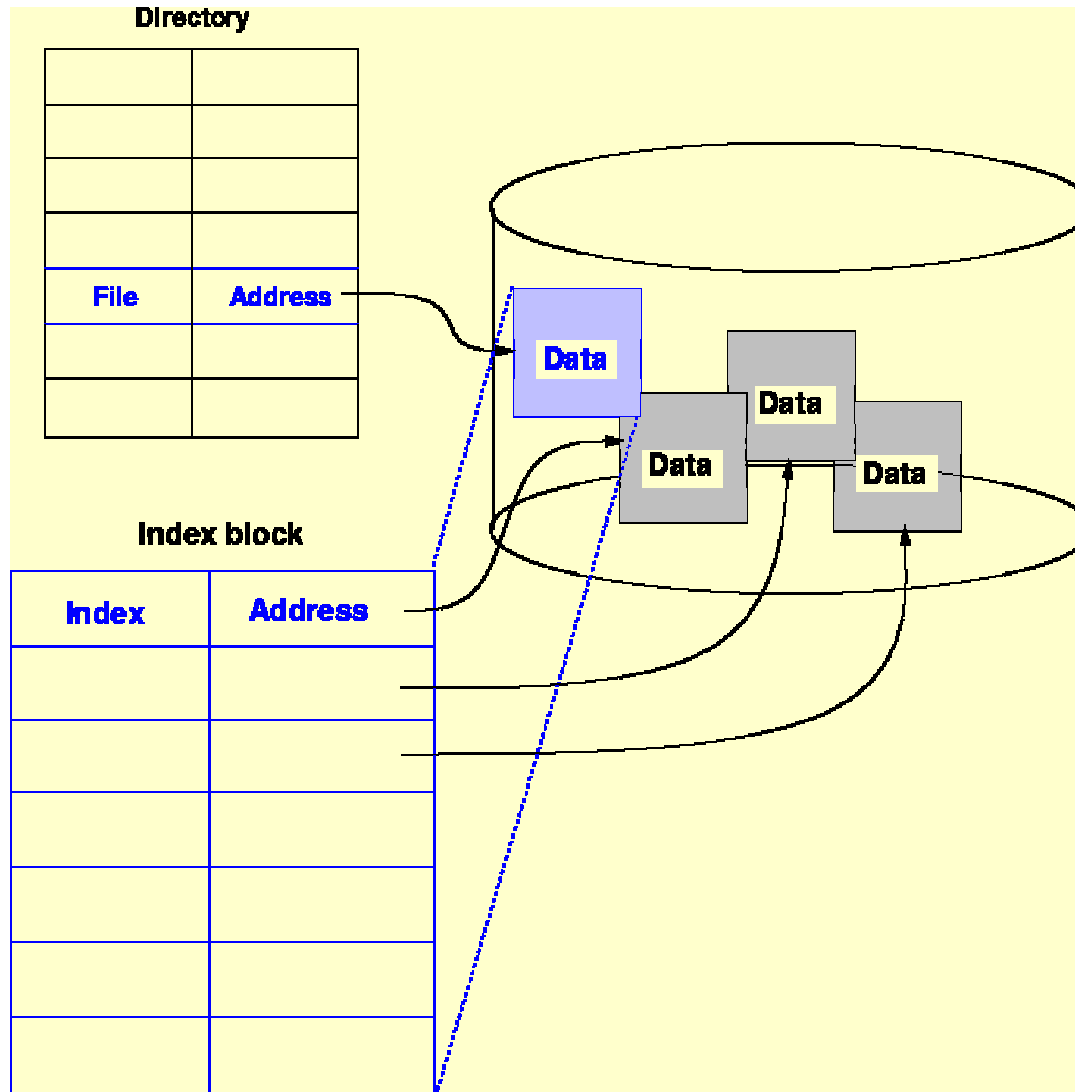 Directory
File Address
Data
Data
Data
Data
Index block
Index Address